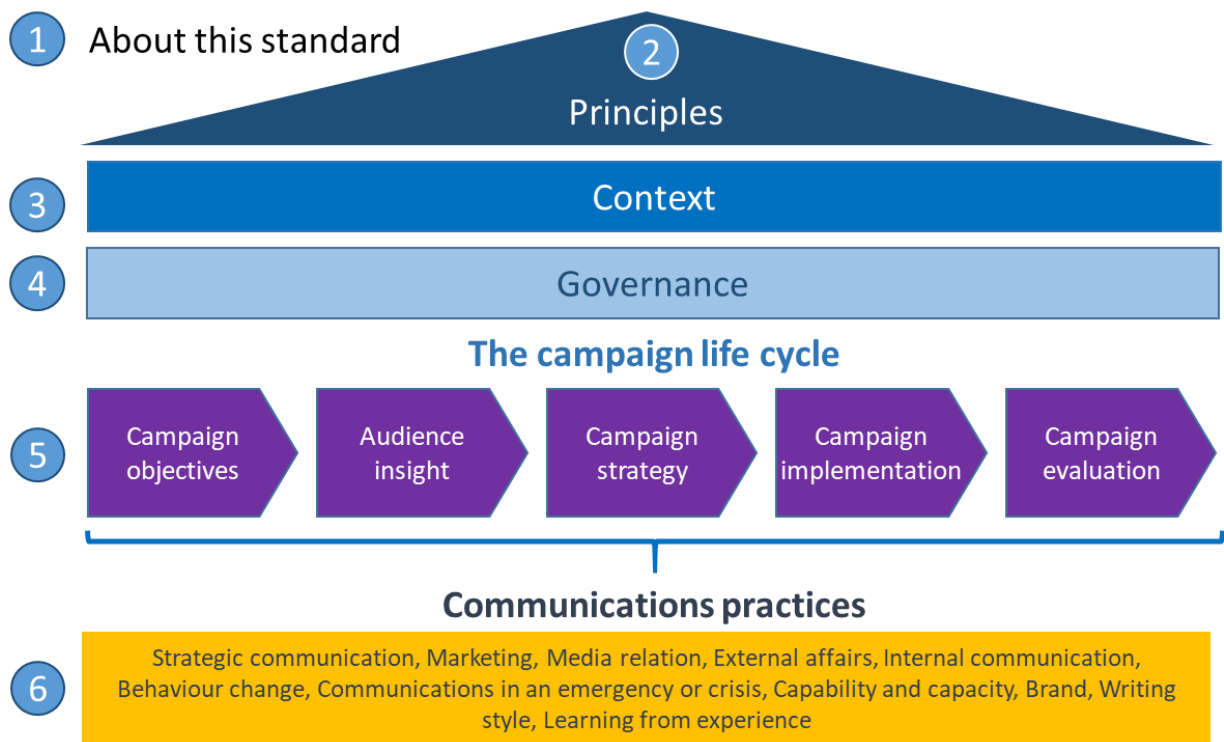 1 About this standard
2
Principles
3 Context
4 Governance
The campaign life cycle
5
Campaign
objectives
Audience
insight
Campaign
strategy
Campaign
implementation
Campaign
evaluation
Communications practices
6
Strategic communication, Marketing, Media relation, External affairs, Internal communication,
Behaviour change, Communications in an emergency or crisis, Capability and capacity, Brand, Writing
style, Learning from experience